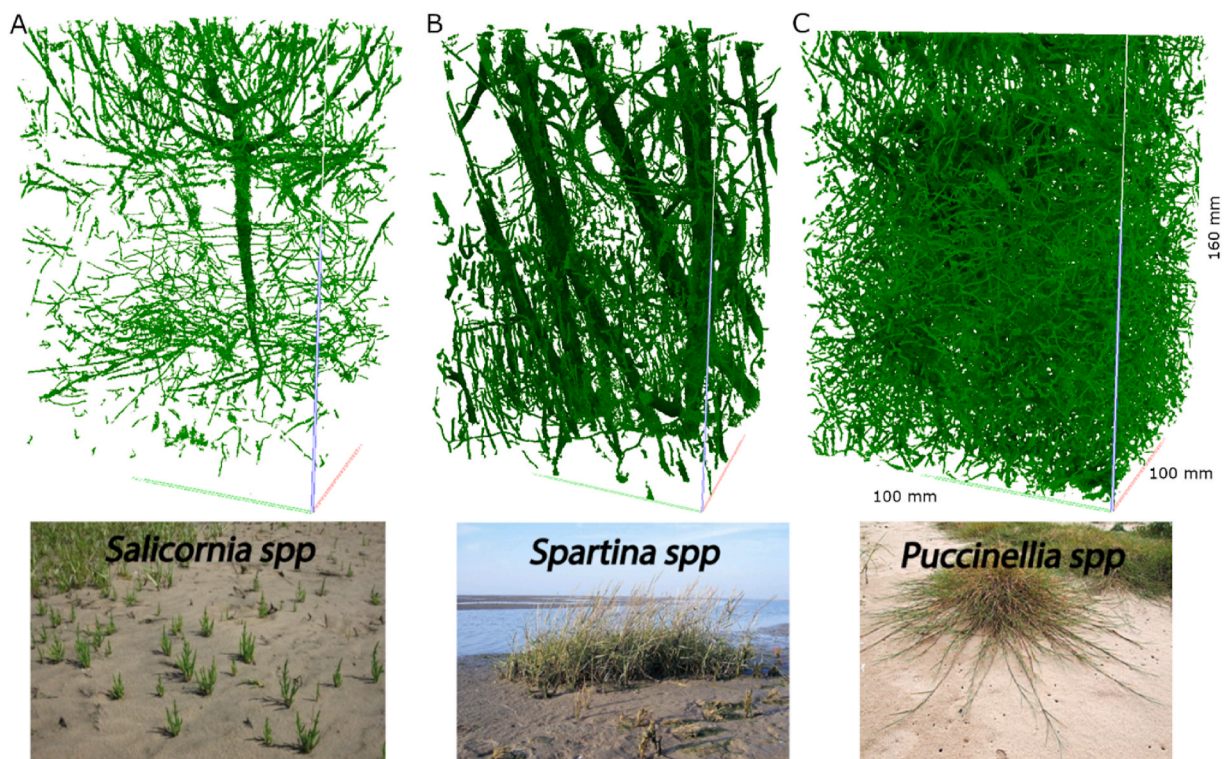 A
B
C
160 mm
100 mm
100 mm
Salicornia spp
Spartina spp
Puccinellia spp